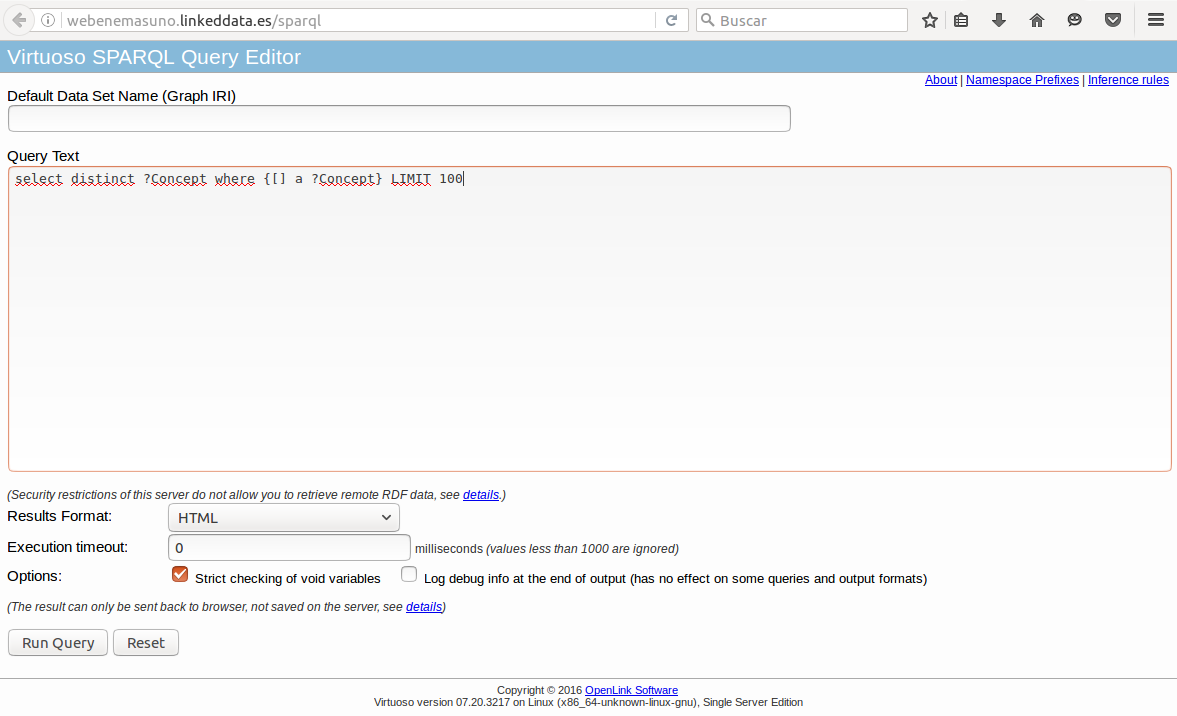 webenemasuno.linkeddata.es/sparql
Buscar
Virtuoso SPARQL Query Editor
About | Namespace Prefixes | Inference rules
Default Data Set Name (Graph IRI)
Query Text
select distinct ?Concept where {[] a ?Concept} LIMIT 100
(Security restrictions of this server do not allow you to retrieve remote RDF data, see details.)
Results Format: HTML
Execution timeout: 0 milliseconds (values less than 1000 are ignored)
Options: Strict checking of void variables Log debug info at the end of output (has no effect on some queries and output formats)
(The result can only be sent back to browser, not saved on the server, see details)
Run Query Reset
Copyright © 2016 OpenLink Software
Virtuoso version 07.20.3217 on Linux (x86_64-unknown-linux-gnu), Single Server Edition